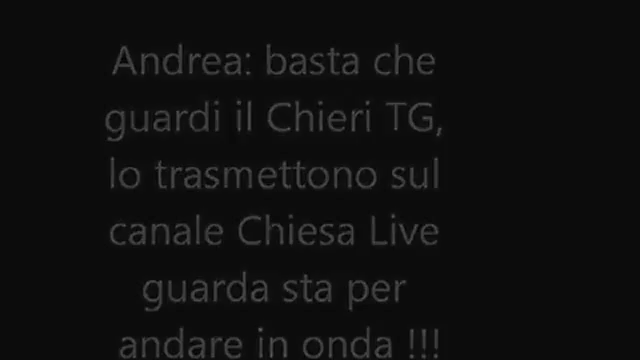 Andrea: basta che
guardi il Chieri TG,
lo trasmettono sul
canale Chiesa Live
guarda sta per
andare in onda !!!